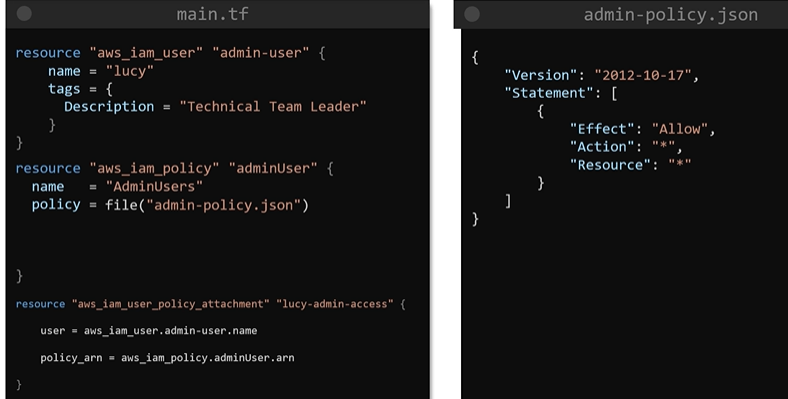 main.tf
resource "aws_iam_user" "admin-user" {
    name = "lucy"
    tags = {
      Description = "Technical Team Leader"
    }
}
resource "aws_iam_policy" "adminUser" {
  name   = "AdminUsers"
  policy = file("admin-policy.json")
}
resource "aws_iam_user_policy_attachment" "lucy-admin-access" {
    user = aws_iam_user.admin-user.name
    policy_arn = aws_iam_policy.adminUser.arn
}
admin-policy.json
{
    "Version": "2012-10-17",
    "Statement": [
        {
            "Effect": "Allow",
            "Action": "*",
            "Resource": "*"
        }
    ]
}